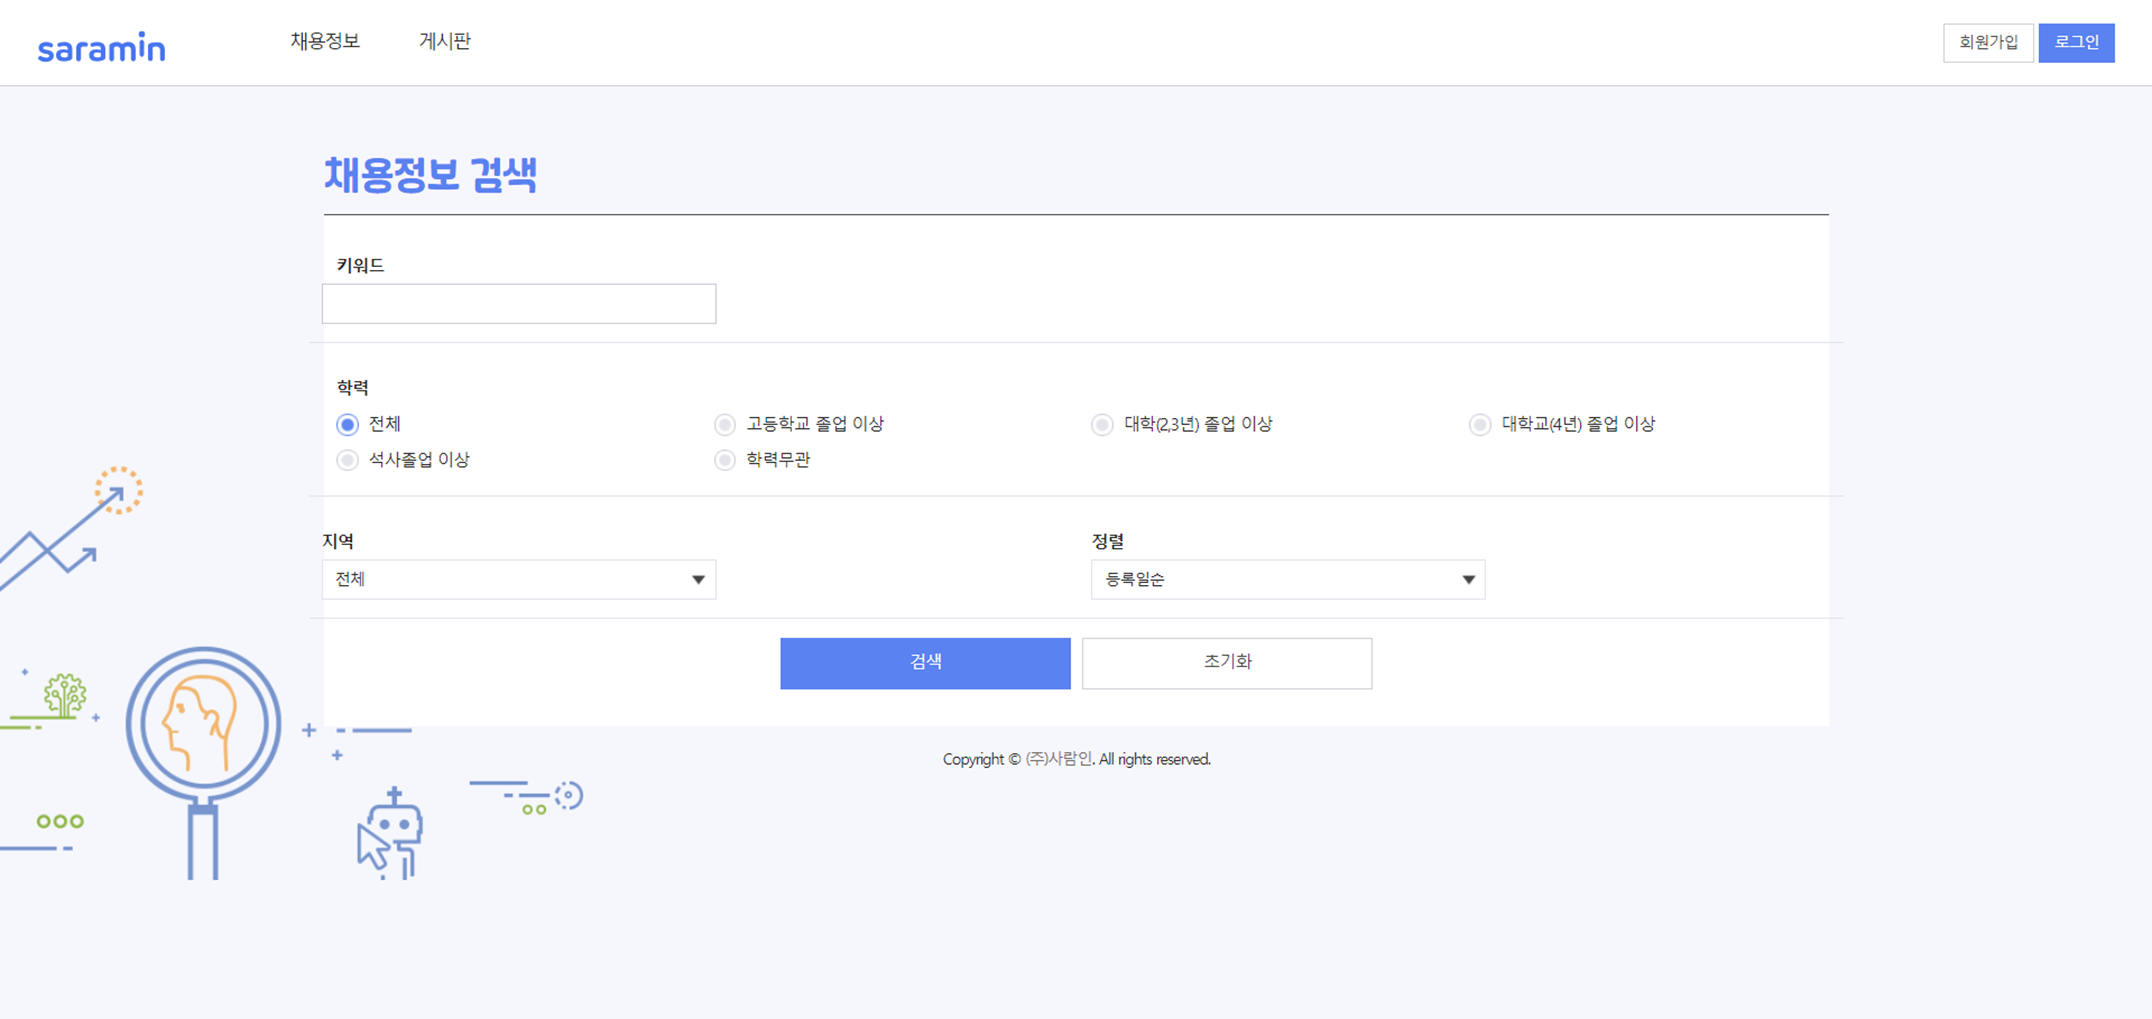 saramin 채용정보 게시판 회원가입 로그인
채용정보 검색
키워드
학력
전체 고등학교 졸업 이상 대학(2,3년) 졸업 이상 대학교(4년) 졸업 이상
석사졸업 이상 학력무관
지역 정렬
전체 등록일순
검색 초기화
Copyright © (주)사람인. All rights reserved.